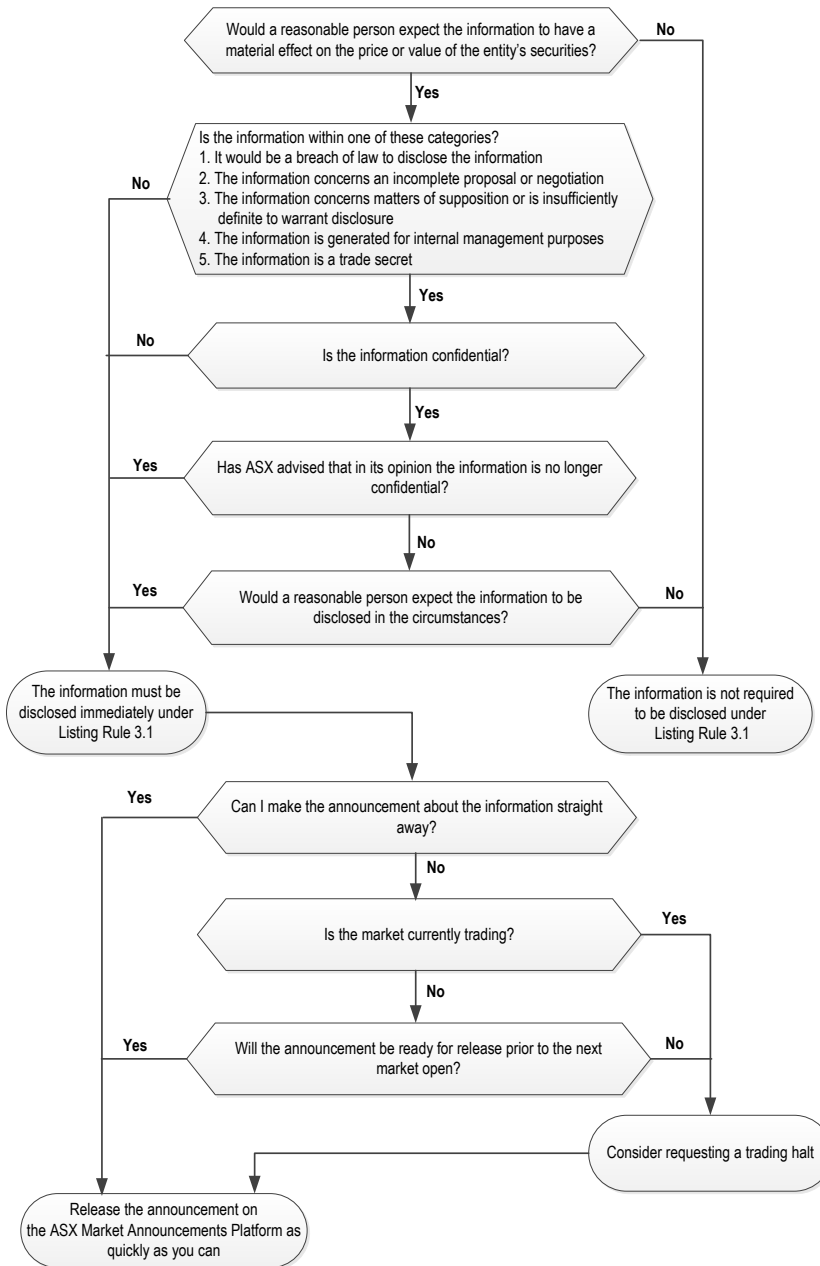 Would a reasonable person expect the information to have a
material effect on the price or value of the entity's securities?
No
Yes
Is the information within one of these categories?
1. It would be a breach of law to disclose the information
2. The information concerns an incomplete proposal or negotiation
3. The information concerns matters of supposition or is insufficiently
definite to warrant disclosure
4. The information is generated for internal management purposes
5. The information is a trade secret
No
Yes
Is the information confidential?
No
Yes
Has ASX advised that in its opinion the information is no longer
confidential?
Yes
No
Would a reasonable person expect the information to be
disclosed in the circumstances?
Yes
No
The information must be
disclosed immediately under
Listing Rule 3.1
The information is not required
to be disclosed under
Listing Rule 3.1
Can I make the announcement about the information straight
away?
Yes
No
Is the market currently trading?
Yes
No
Will the announcement be ready for release prior to the next
market open?
Yes
No
Consider requesting a trading halt
Release the announcement on
the ASX Market Announcements Platform as
quickly as you can